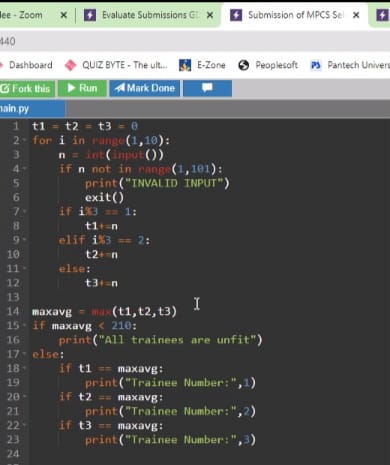 lee - Zoom × Evaluate Submissions GI × Submission of MPCS Sel ×
440
Dashboard QUIZ BYTE - The ult... E-Zone Peoplesoft Ps Pantech Univers
Fork this Run Mark Done
main.py
1 t1 = t2 = t3 = 0
2 for i in range(1,10):
3 n = int(input())
4 if n not in range(1,101):
5 print("INVALID INPUT")
6 exit()
7 if i%3 == 1:
8 t1+=n
9 elif i%3 == 2:
10 t2+=n
11 else:
12 t3+=n
13
14 maxavg = max(t1,t2,t3)
15 if maxavg < 210:
16 print("All trainees are unfit")
17 else:
18 if t1 == maxavg:
19 print("Trainee Number:",1)
20 if t2 == maxavg:
21 print("Trainee Number:",2)
22 if t3 == maxavg:
23 print("Trainee Number:",3)
24